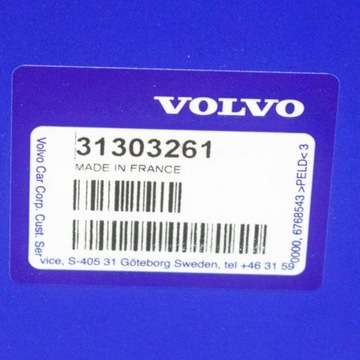 VOLVO
31303261
MADE IN FRANCE
Volvo Car Corp. Cust. Ser
vice, S-405 31 Göteborg Sweden, tel +46 31 59
0000, 6768543 >PELD< 3